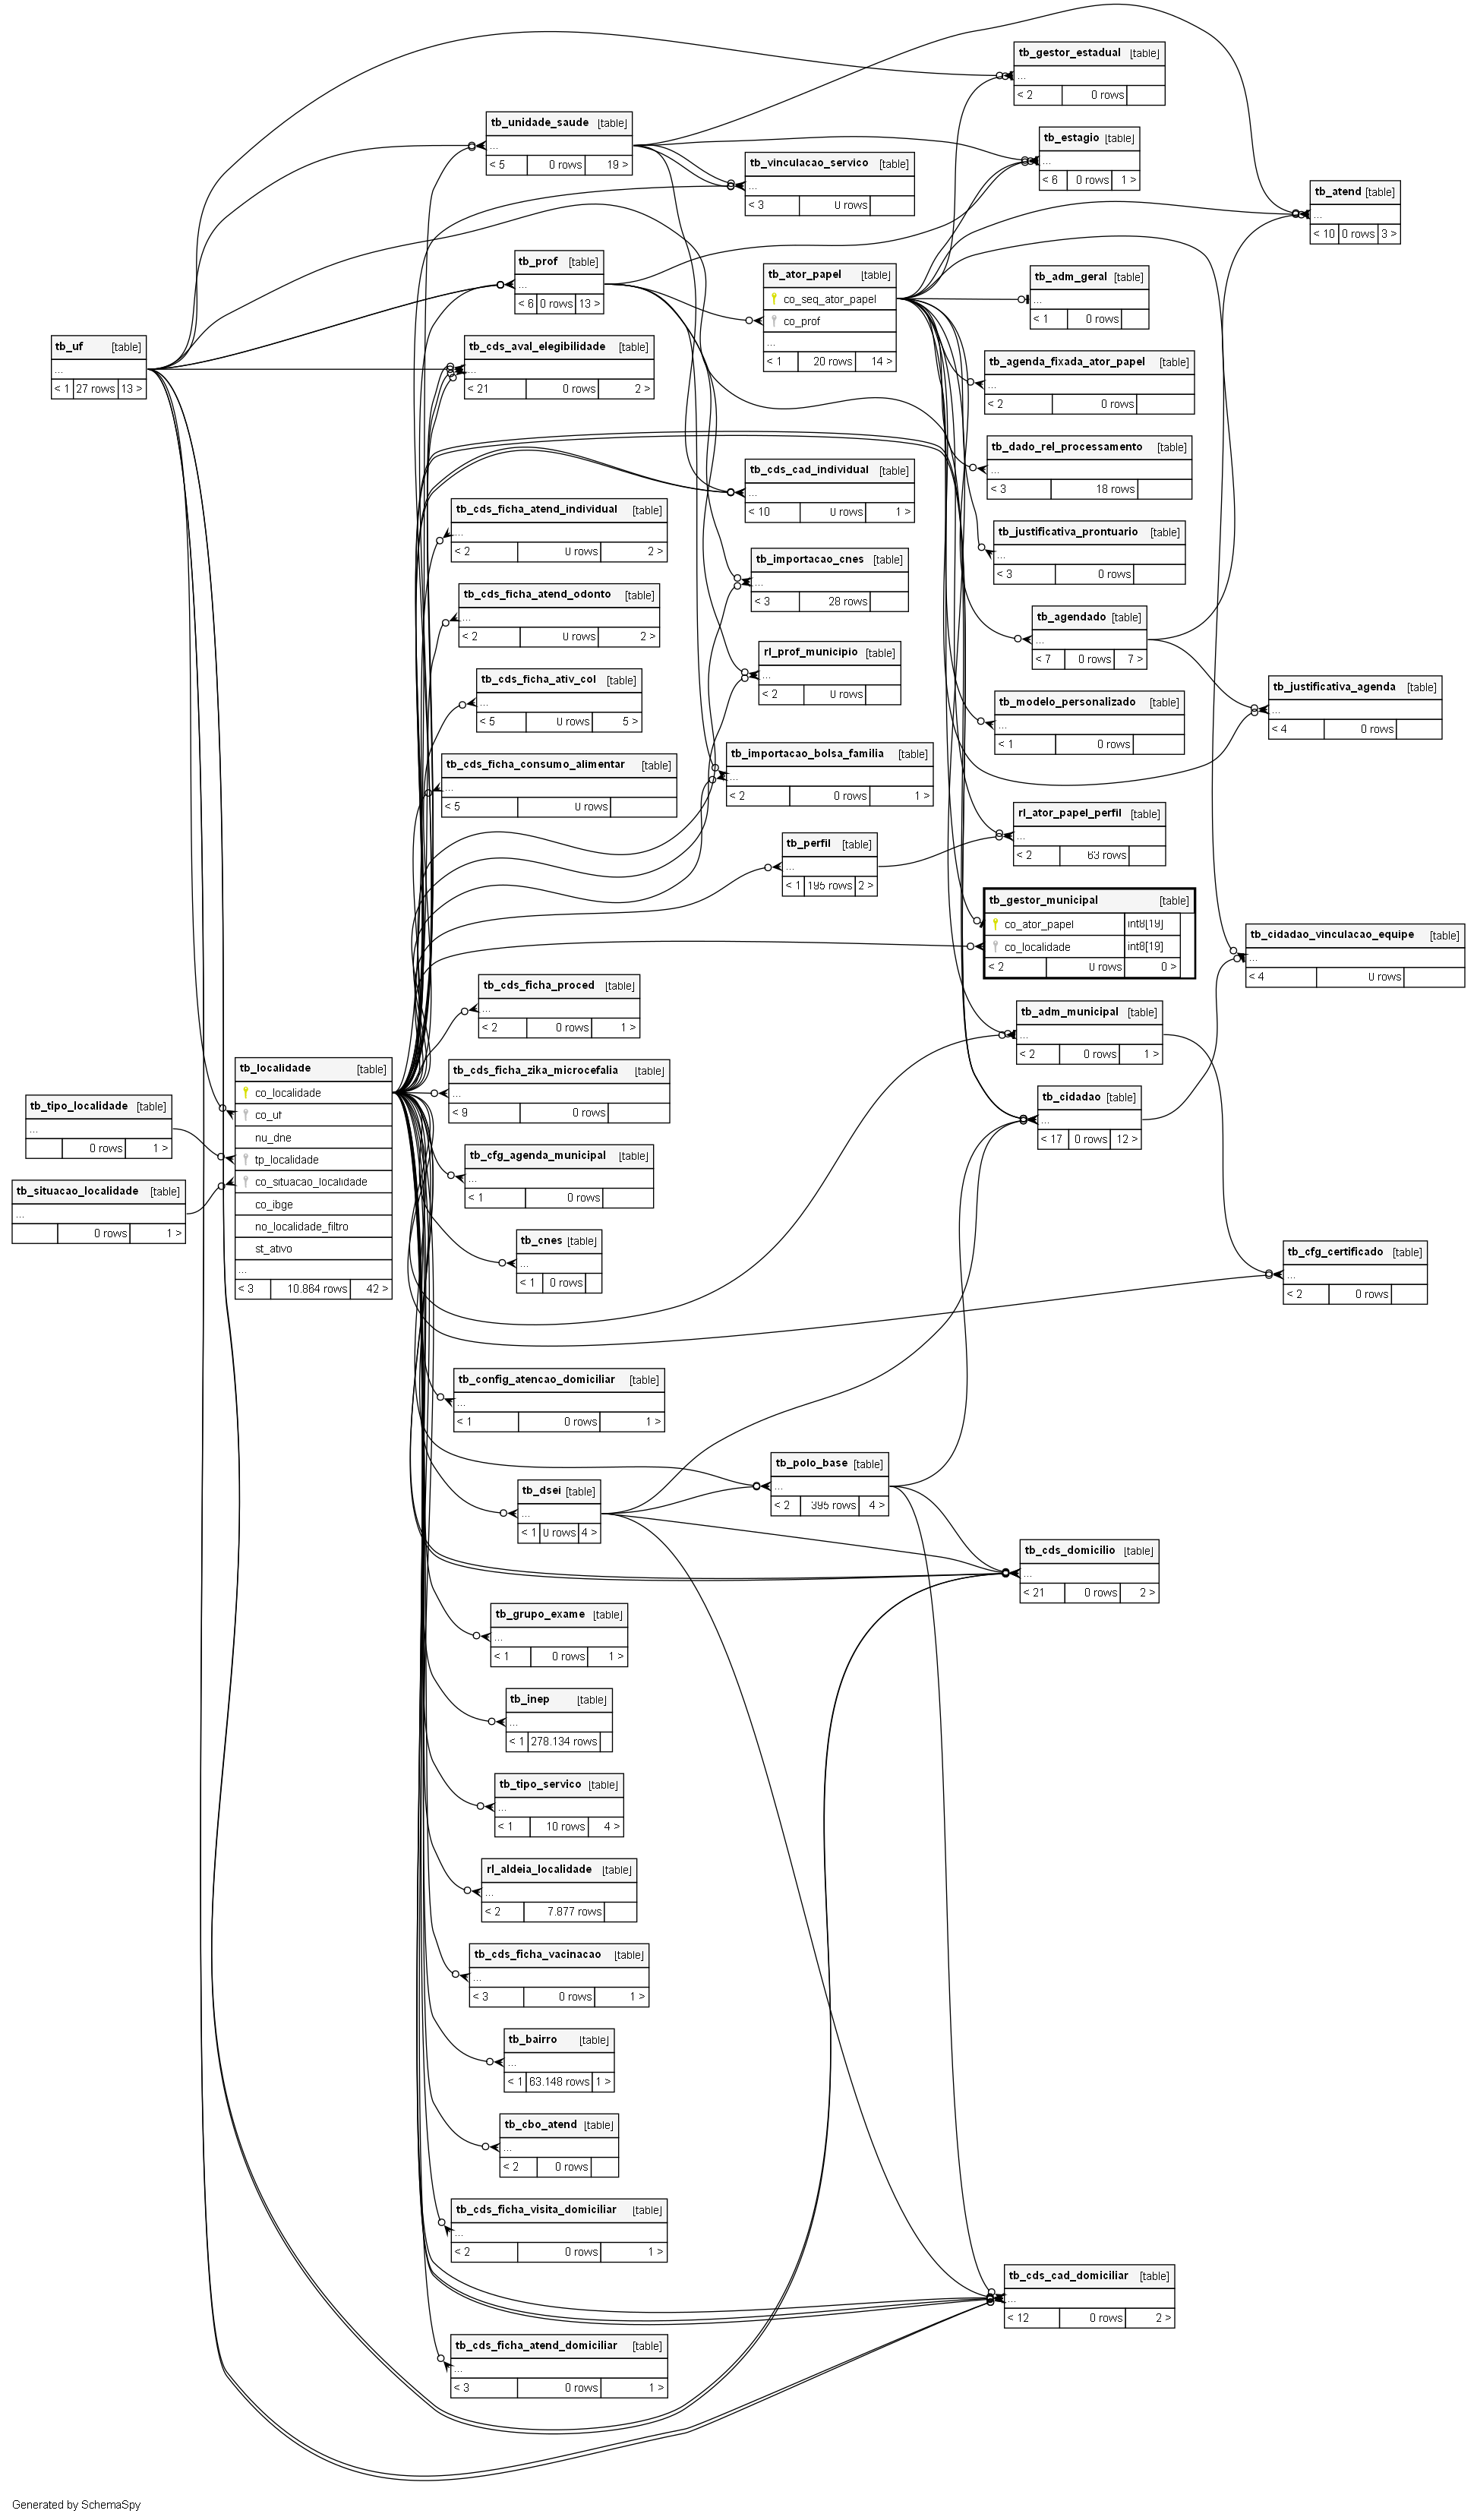 tb_gestor_estadual [table]
...
< 2 0 rows
tb_unidade_saude [table]
...
< 5 0 rows 19 >
tb_estagio [table]
...
< 6 0 rows 1 >
tb_vinculacao_servico [table]
...
< 3 0 rows
tb_atend [table]
...
< 10 0 rows 3 >
tb_prof [table]
...
< 6 0 rows 13 >
tb_ator_papel [table]
co_seq_ator_papel
co_prof
...
< 1 20 rows 14 >
tb_adm_geral [table]
...
< 1 0 rows
tb_uf [table]
...
< 1 27 rows 13 >
tb_cds_aval_elegibilidade [table]
...
< 21 0 rows 2 >
tb_agenda_fixada_ator_papel [table]
...
< 2 0 rows
tb_dado_rel_processamento [table]
...
< 3 18 rows
tb_cds_cad_individual [table]
...
< 10 0 rows 1 >
tb_cds_ficha_atend_individual [table]
...
< 2 0 rows 2 >
tb_justificativa_prontuario [table]
...
< 3 0 rows
tb_importacao_cnes [table]
...
< 3 28 rows
tb_cds_ficha_atend_odonto [table]
...
< 2 0 rows 2 >
tb_agendado [table]
...
< 7 0 rows 7 >
rl_prof_municipio [table]
...
< 2 0 rows
tb_cds_ficha_ativ_col [table]
...
< 5 0 rows 5 >
tb_justificativa_agenda [table]
...
< 4 0 rows
tb_modelo_personalizado [table]
...
< 1 0 rows
tb_importacao_bolsa_familia [table]
...
< 2 0 rows 1 >
tb_cds_ficha_consumo_alimentar [table]
...
< 5 0 rows
rl_ator_papel_perfil [table]
...
< 2 63 rows
tb_perfil [table]
...
< 1 195 rows 2 >
tb_gestor_municipal [table]
co_ator_papel int8[19]
co_localidade int8[19]
< 2 0 rows 0 >
tb_cidadao_vinculacao_equipe [table]
...
< 4 0 rows
tb_cds_ficha_proced [table]
...
< 2 0 rows 1 >
tb_adm_municipal [table]
...
< 2 0 rows 1 >
tb_localidade [table]
co_localidade
co_uf
nu_dne
tp_localidade
co_situacao_localidade
co_ibge
no_localidade_filtro
st_ativo
...
< 3 10.864 rows 42 >
tb_cds_ficha_zika_microcefalia [table]
...
< 9 0 rows
tb_cidadao [table]
...
< 17 0 rows 12 >
tb_tipo_localidade [table]
...
0 rows 1 >
tb_cfg_agenda_municipal [table]
...
< 1 0 rows
tb_situacao_localidade [table]
...
0 rows 1 >
tb_cnes [table]
...
< 1 0 rows
tb_cfg_certificado [table]
...
< 2 0 rows
tb_config_atencao_domiciliar [table]
...
< 1 0 rows 1 >
tb_polo_base [table]
...
< 2 395 rows 4 >
tb_dsei [table]
...
< 1 0 rows 4 >
tb_cds_domicilio [table]
...
< 21 0 rows 2 >
tb_grupo_exame [table]
...
< 1 0 rows 1 >
tb_inep [table]
...
< 1 278.134 rows
tb_tipo_servico [table]
...
< 1 10 rows 4 >
rl_aldeia_localidade [table]
...
< 2 7.877 rows
tb_cds_ficha_vacinacao [table]
...
< 3 0 rows 1 >
tb_bairro [table]
...
< 1 63.148 rows 1 >
tb_cbo_atend [table]
...
< 2 0 rows
tb_cds_ficha_visita_domiciliar [table]
...
< 2 0 rows 1 >
tb_cds_cad_domiciliar [table]
...
< 12 0 rows 2 >
tb_cds_ficha_atend_domiciliar [table]
...
< 3 0 rows 1 >
Generated by SchemaSpy